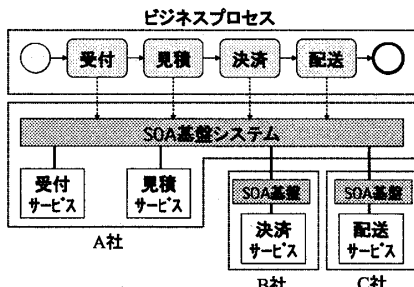 ビジネスプロセス
受付
見積
決済
配送
SOA基盤システム
受付
サービス
見積
サービス
SOA基盤
SOA基盤
決済
サービス
配送
サービス
A社
B社
C社